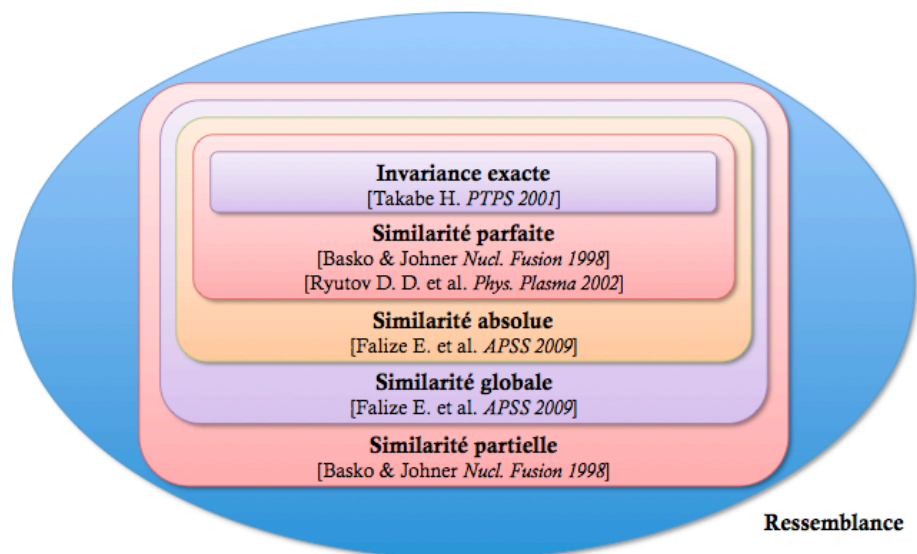 Invariance exacte
[Takabe H. PTPS 2001]
Similarité parfaite
[Basko & Johner Nucl. Fusion 1998]
[Ryutov D. D. et al. Phys. Plasma 2002]
Similarité absolue
[Falize E. et al. APSS 2009]
Similarité globale
[Falize E. et al. APSS 2009]
Similarité partielle
[Basko & Johner Nucl. Fusion 1998]
Ressemblance